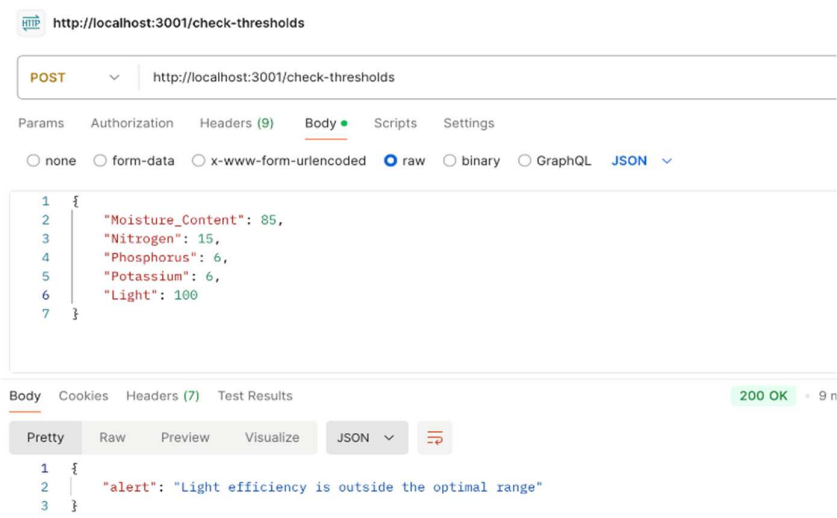 HTTP http://localhost:3001/check-thresholds
POST http://localhost:3001/check-thresholds
Params Authorization Headers (9) Body Scripts Settings
none form-data x-www-form-urlencoded raw binary GraphQL JSON
1 {
2 "Moisture_Content": 85,
3 "Nitrogen": 15,
4 "Phosphorus": 6,
5 "Potassium": 6,
6 "Light": 100
7 }
Body Cookies Headers (7) Test Results 200 OK 9
Pretty Raw Preview Visualize JSON
1 {
2 "alert": "Light efficiency is outside the optimal range"
3 }